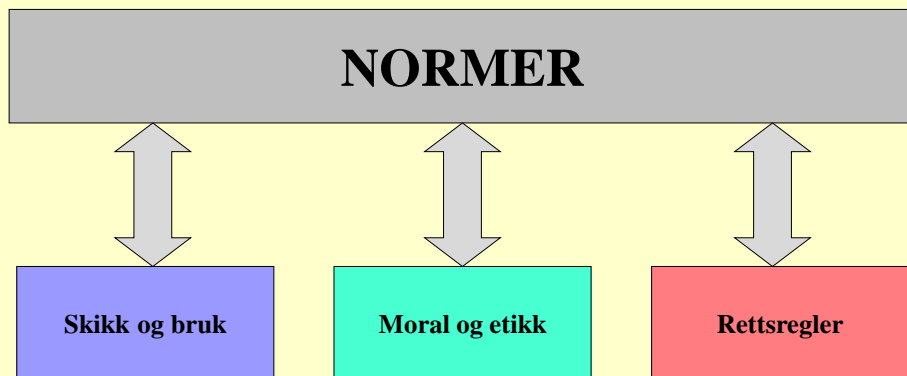 NORMER
Skikk og bruk
Moral og etikk
Rettsregler